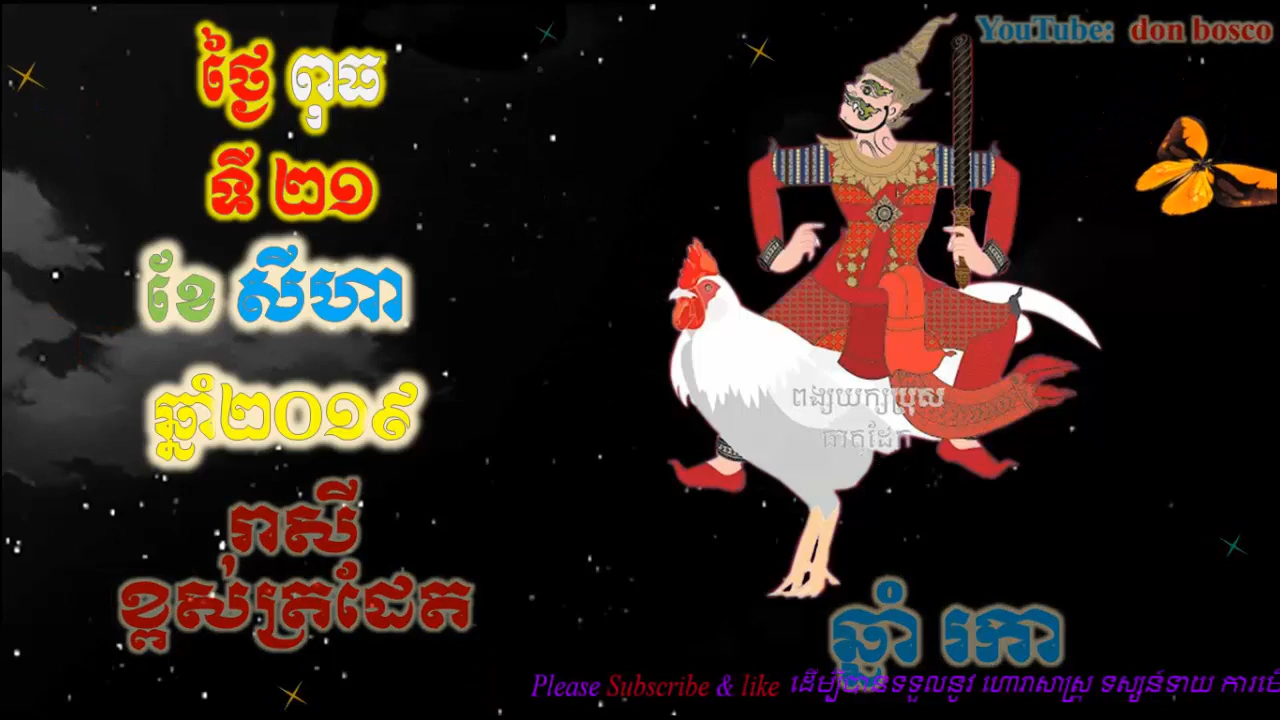 YouTube: don bosco
ថ្ងៃ ពុធ
ទី ២១
ខែ សីហា
ឆ្នាំ២០១៩
រាសី
ខ្ពស់ត្រដែត
ពង្សយក្សប្រុស
ធាតុដែក
ឆ្នាំ រកា
Please Subscribe & like ដើម្បីបានទទួលនូវ ហោរាសាស្ត្រ ទស្សន៍ទាយ